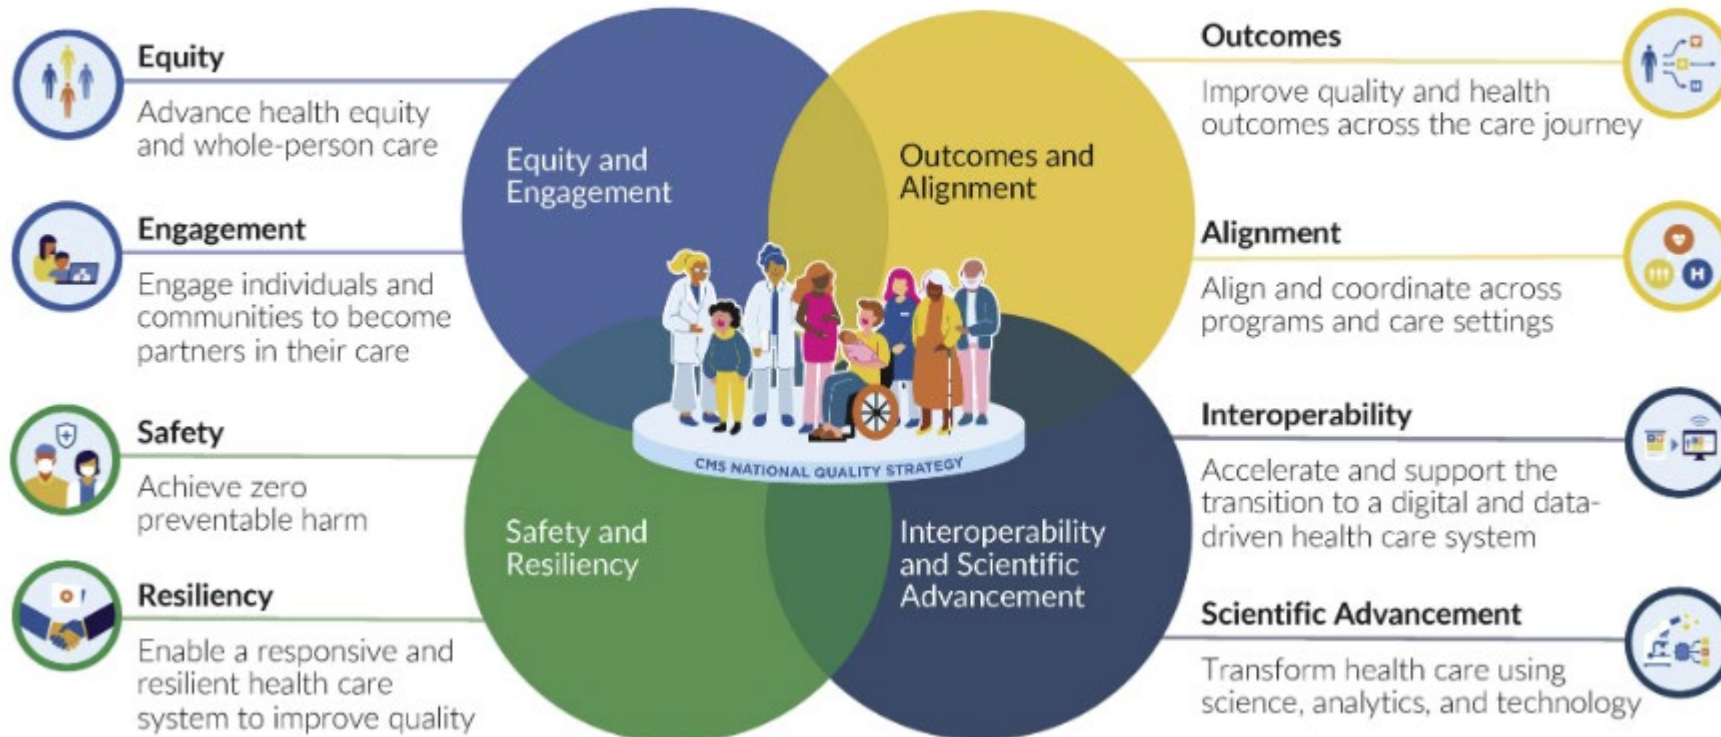 Equity
Advance health equity
and whole-person care
Engagement
Engage individuals and
communities to become
partners in their care
Safety
Achieve zero
preventable harm
Resiliency
Enable a responsive and
resilient health care
system to improve quality
Equity and
Engagement
Outcomes and
Alignment
CMS NATIONAL QUALITY STRATEGY
Safety and
Resiliency
Interoperability
and Scientific
Advancement
Outcomes
Improve quality and health
outcomes across the care journey
Alignment
H
Align and coordinate across
programs and care settings
Interoperability
Accelerate and support the
transition to a digital and data-
driven health care system
Scientific Advancement
Transform health care using
science, analytics, and technology